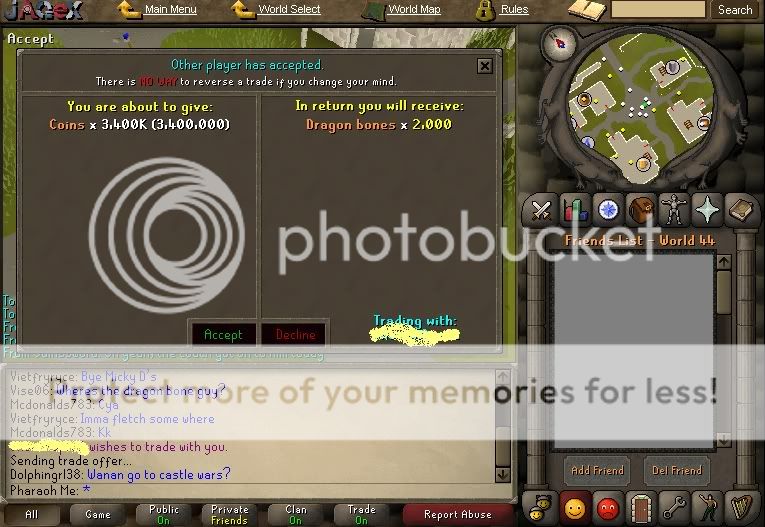 JAGeX Main Menu World Select World Map Rules Search
Accept
Other player has accepted.
There is NO WAY to reverse a trade if you change your mind.
You are about to give:
Coins x 3,400K (3,400,000)
In return you will receive:
Dragon bones x 2,000
photobucket
Friends List - World 44
Trading with:
Accept Decline
Protect more of your memories for less!
Vietfryryce: Bye Micky D's
Vise06: Wheres the dragon bone guy?
Mcdonalds783: Cya
Vietfryryce: Imma fletch some where
Mcdonalds783: Kk
wishes to trade with you.
Sending trade offer...
Dolphingrl38: Wanan go to castle wars?
Pharaoh Me: *
Add Friend Del Friend
All Game Public On Private Friends Clan On Trade On Report Abuse